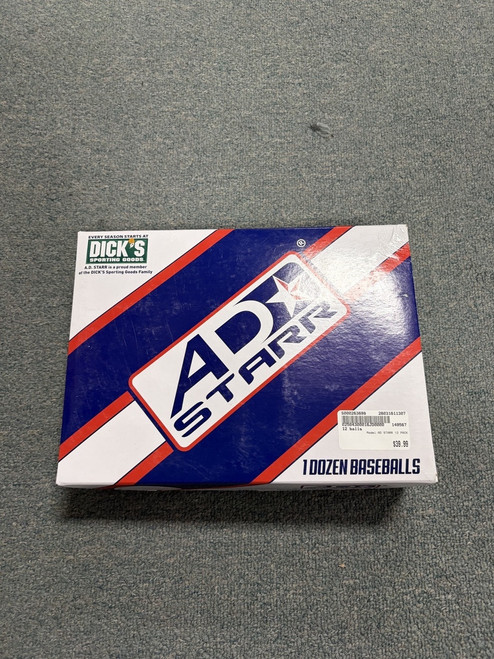 EVERY SEASON STARTS AT
DICK'S
SPORTING GOODS
A.D. STARR is a proud member
of the DICK'S Sporting Goods Family
®
AD
STARR
12 balls
$39.99
1 DOZEN BASEBALLS